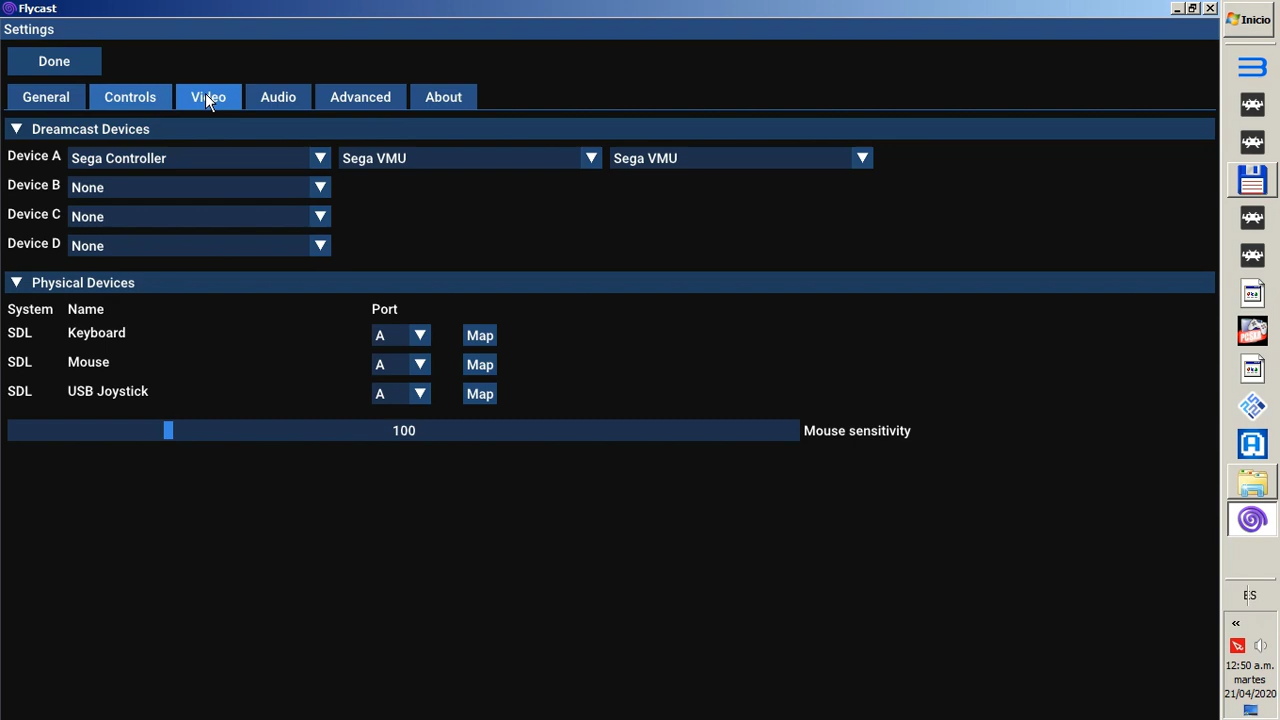 Flycast
Settings
Done
General Controls Video Audio Advanced About
Dreamcast Devices
Device A Sega Controller Sega VMU Sega VMU
Device B None
Device C None
Device D None
Physical Devices
System Name Port
SDL Keyboard A Map
SDL Mouse A Map
SDL USB Joystick A Map
100 Mouse sensitivity
Inicio
ES
«
12:50 a.m.
martes
21/04/2020